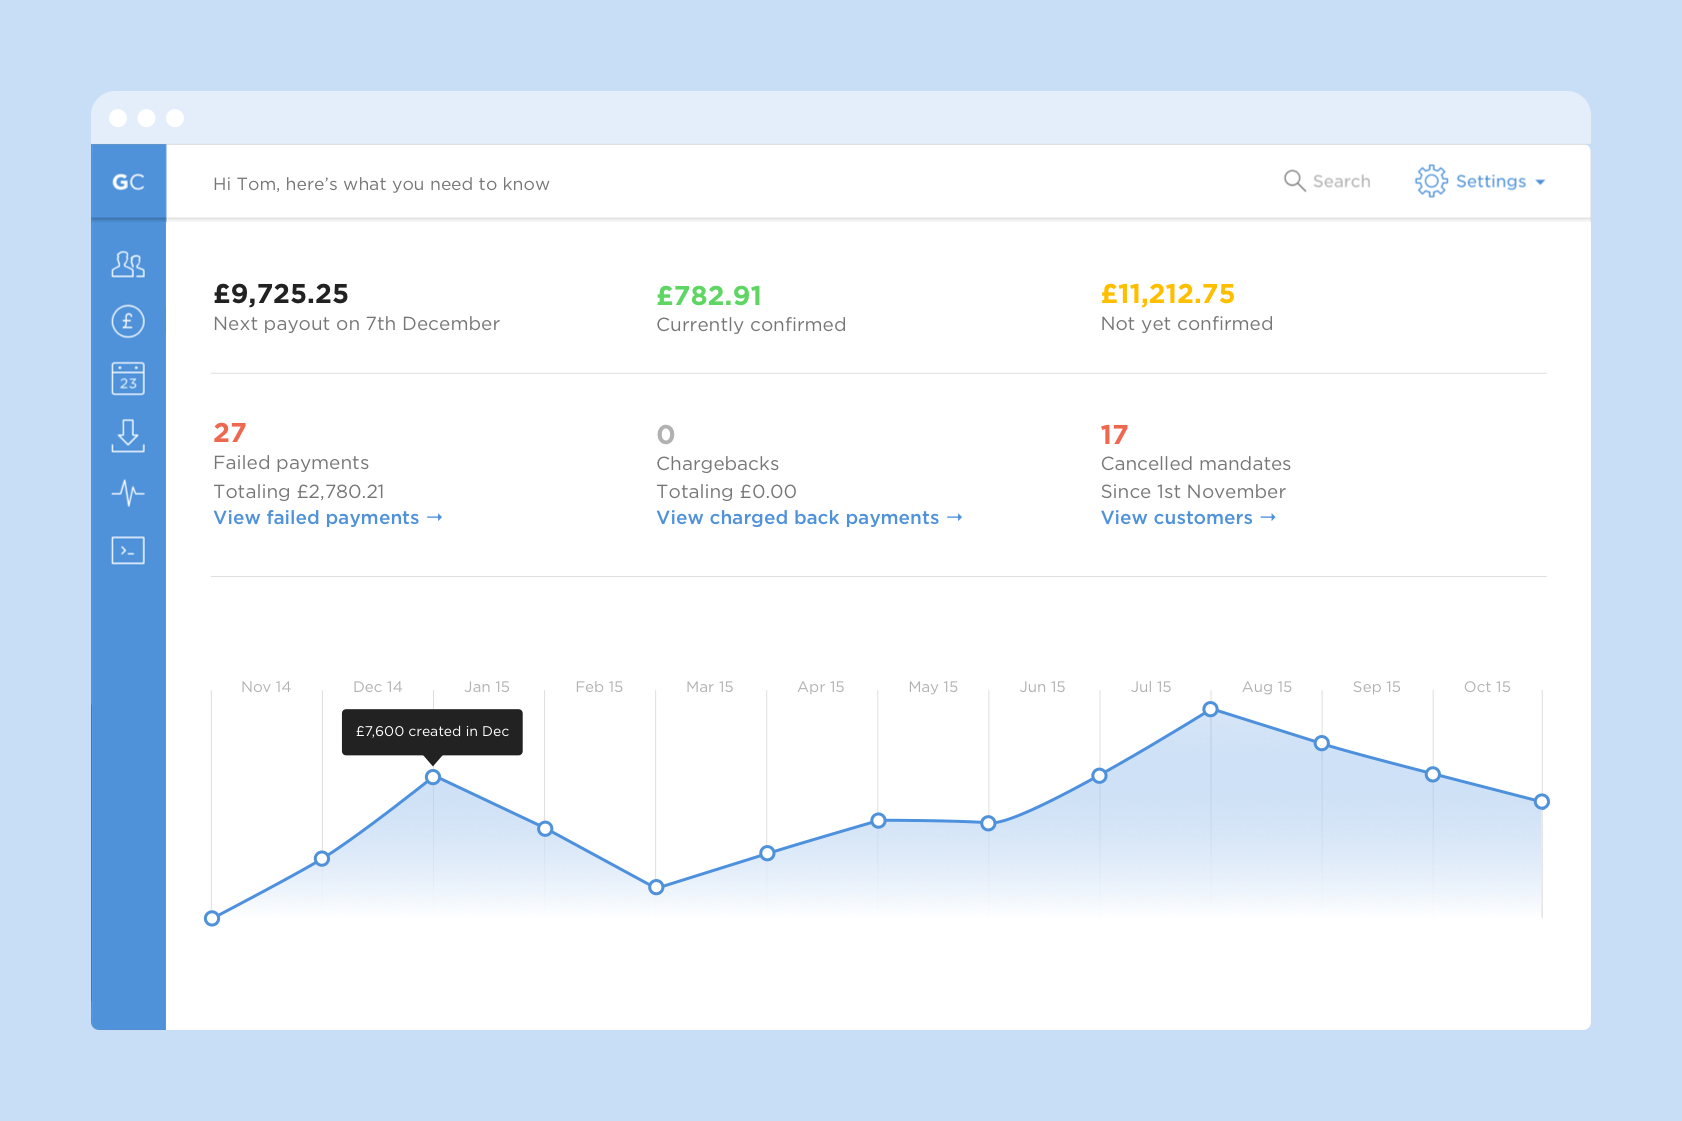 GC
Hi Tom, here's what you need to know
Search
Settings
£9,725.25
Next payout on 7th December
£782.91
Currently confirmed
£11,212.75
Not yet confirmed
23
£
27
Failed payments
Totaling £2,780.21
View failed payments →
0
Chargebacks
Totaling £0.00
View charged back payments →
17
Cancelled mandates
Since 1st November
View customers →
Nov 14
Dec 14
Jan 15
Feb 15
Mar 15
Apr 15
May 15
Jun 15
Jul 15
Aug 15
Sep 15
Oct 15
£7,600 created in Dec